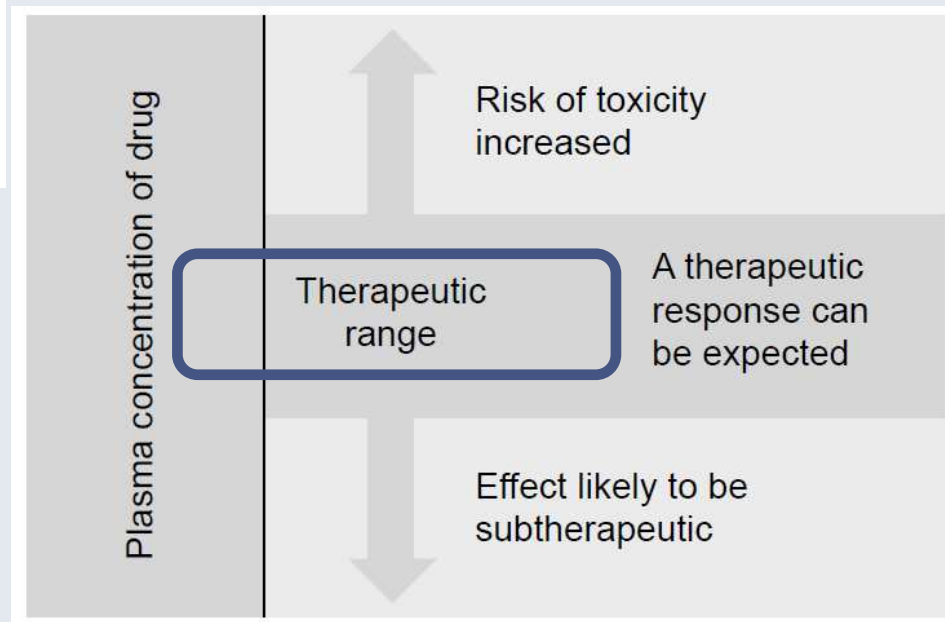 Plasma concentration of drug
Risk of toxicity
increased
Therapeutic
range
A therapeutic
response can
be expected
Effect likely to be
subtherapeutic